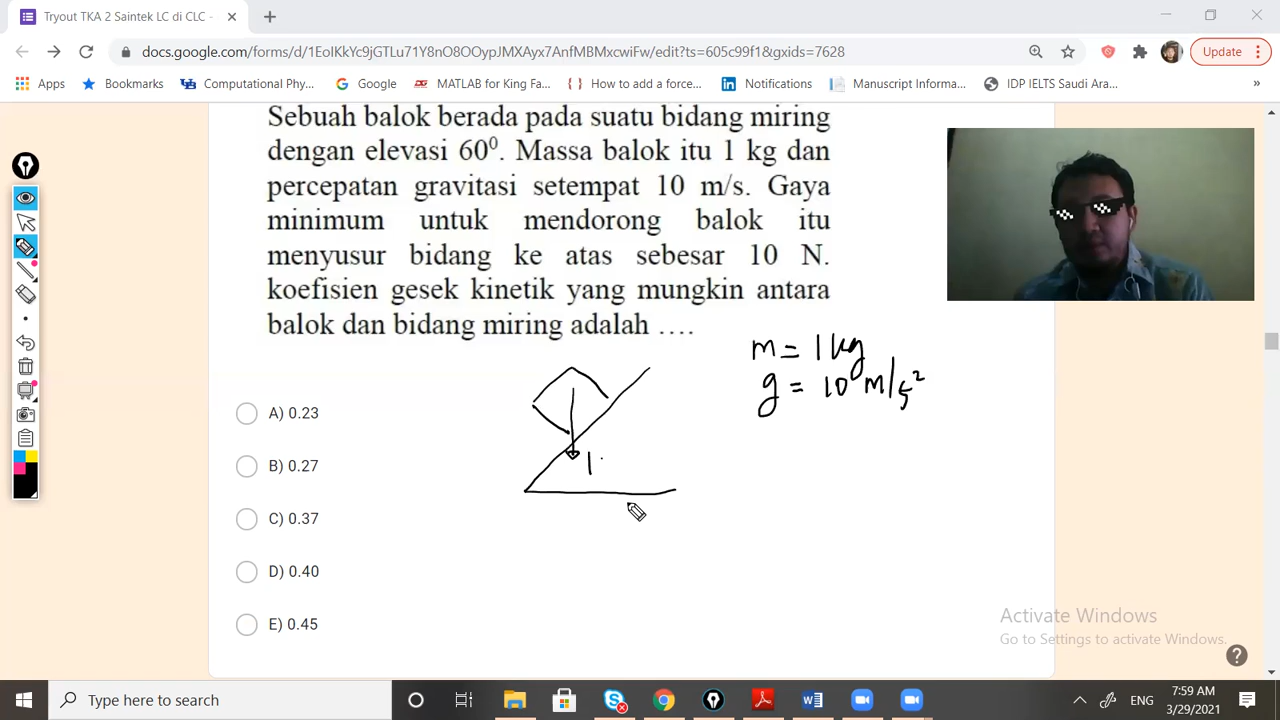 Tryout TKA 2 Saintek LC di CLC -
docs.google.com/forms/d/1EoIKkYc9jGTLu71Y8nO8OOypJMXAyx7AnfMBMxcwiFw/edit?ts=605c99f1&gxids=7628
Update
Apps
Bookmarks
Computational Phy...
Google
MATLAB for King Fa...
How to add a force...
Notifications
Manuscript Informa...
IDP IELTS Saudi Ara...
»
Sebuah balok berada pada suatu bidang miring
dengan elevasi 60⁰. Massa balok itu 1 kg dan
percepatan gravitasi setempat 10 m/s. Gaya
minimum untuk mendorong balok itu
menyusur bidang ke atas sebesar 10 N.
koefisien gesek kinetik yang mungkin antara
balok dan bidang miring adalah ….
m = 1 kg
g = 10 m/s²
A) 0.23
B) 0.27
C) 0.37
D) 0.40
E) 0.45
Activate Windows
Go to Settings to activate Windows.
Type here to search
ENG
7:59 AM
3/29/2021